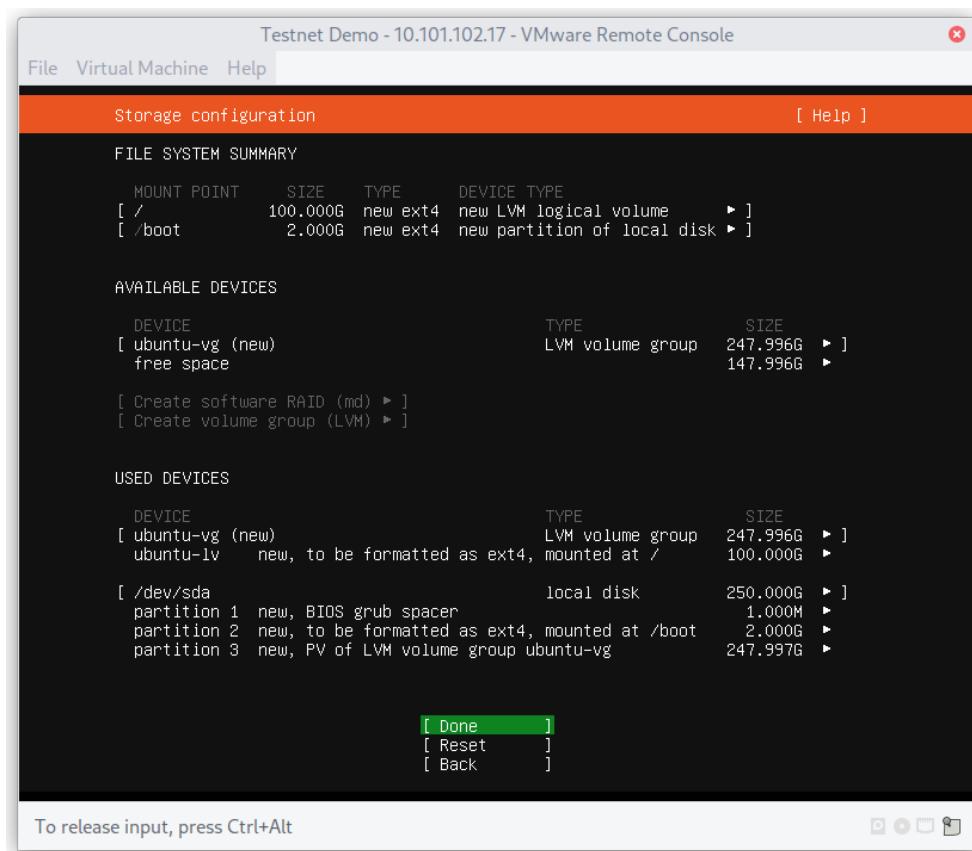 Testnet Demo - 10.101.102.17 - VMware Remote Console
File Virtual Machine Help
Storage configuration [ Help ]
FILE SYSTEM SUMMARY
MOUNT POINT SIZE TYPE DEVICE TYPE
[ / 100.000G new ext4 new LVM logical volume ▸ ]
[ /boot 2.000G new ext4 new partition of local disk ▸ ]
AVAILABLE DEVICES
DEVICE TYPE SIZE
[ ubuntu-vg (new) LVM volume group 247.996G ▸ ]
free space 147.996G ▸
[ Create software RAID (md) ▸ ]
[ Create volume group (LVM) ▸ ]
USED DEVICES
DEVICE TYPE SIZE
[ ubuntu-vg (new) LVM volume group 247.996G ▸ ]
ubuntu-lv new, to be formatted as ext4, mounted at / 100.000G ▸
[ /dev/sda local disk 250.000G ▸ ]
partition 1 new, BIOS grub spacer 1.000M ▸
partition 2 new, to be formatted as ext4, mounted at /boot 2.000G ▸
partition 3 new, PV of LVM volume group ubuntu-vg 247.997G ▸
[ Done ]
[ Reset ]
[ Back ]
To release input, press Ctrl+Alt